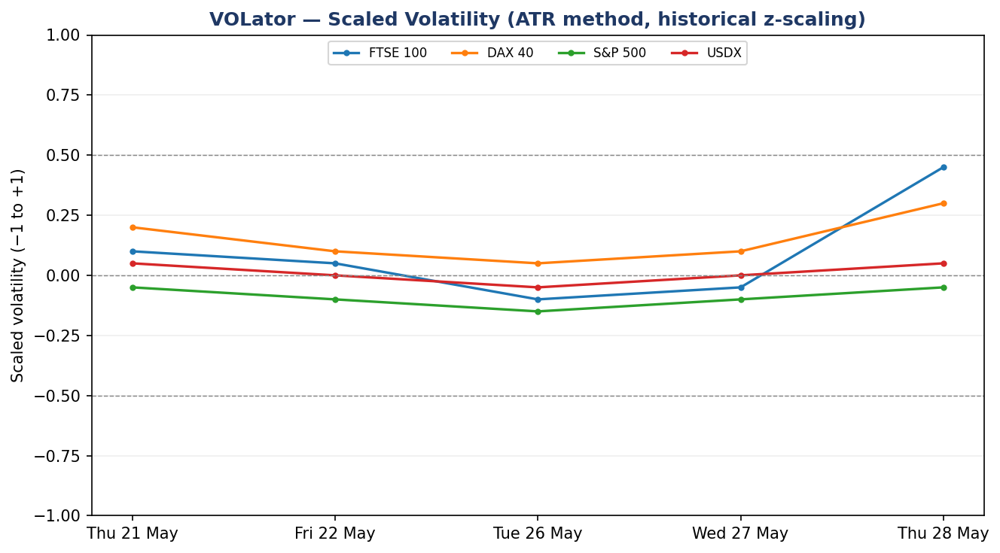 VOLator — Scaled Volatility (ATR method, historical z-scaling)
FTSE 100 DAX 40 S&P 500 USDX
Scaled volatility (−1 to +1)
1.00
0.75
0.50
0.25
0.00
−0.25
−0.50
−0.75
−1.00
Thu 21 May Fri 22 May Tue 26 May Wed 27 May Thu 28 May